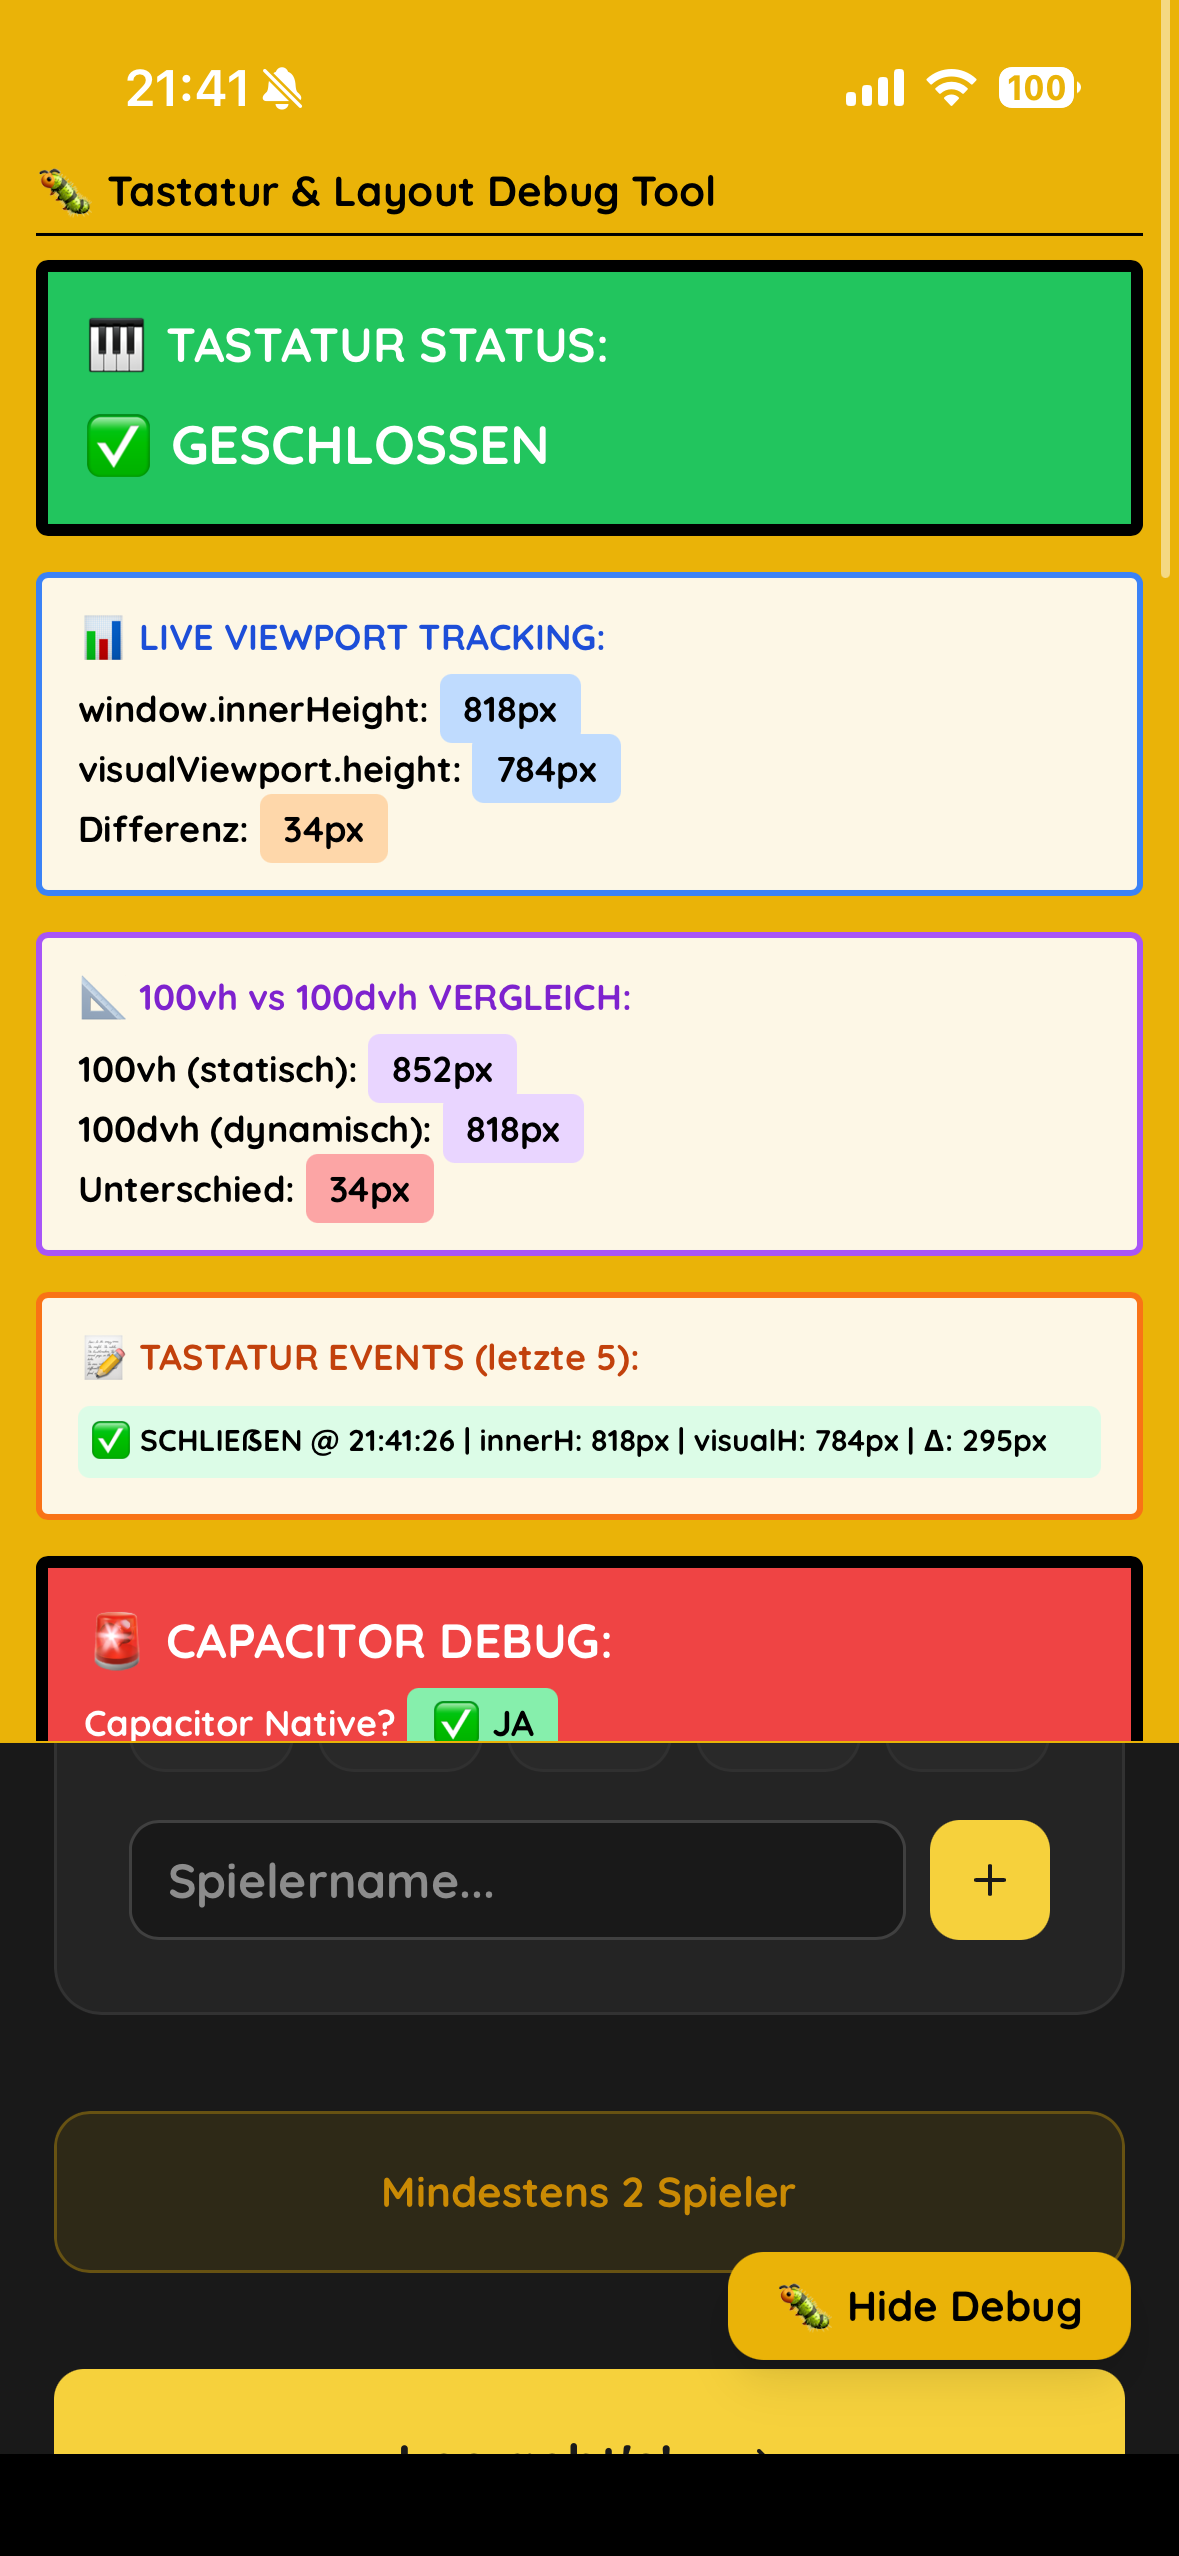 21:41
100
Tastatur & Layout Debug Tool
TASTATUR STATUS:
GESCHLOSSEN
LIVE VIEWPORT TRACKING:
window.innerHeight: 818px
visualViewport.height: 784px
Differenz: 34px
100vh vs 100dvh VERGLEICH:
100vh (statisch): 852px
100dvh (dynamisch): 818px
Unterschied: 34px
TASTATUR EVENTS (letzte 5):
SCHLIEẞEN @ 21:41:26 | innerH: 818px | visualH: 784px | Δ: 295px
CAPACITOR DEBUG:
Capacitor Native? JA
Spielername...
+
Mindestens 2 Spieler
Hide Debug